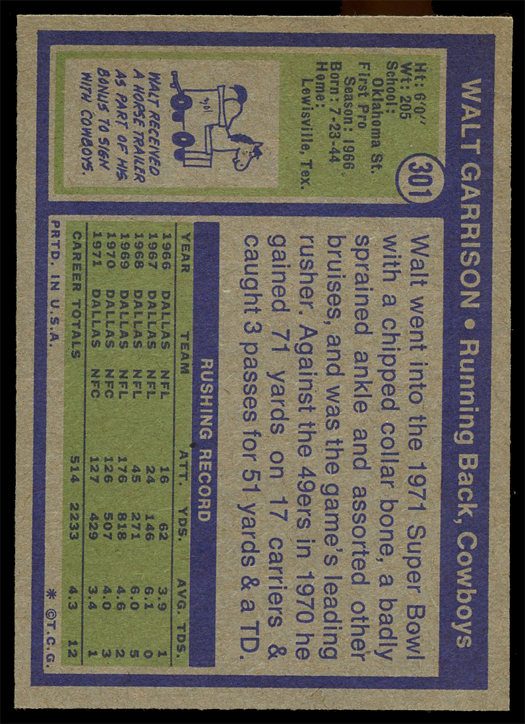 WALT GARRISON • Running Back, Cowboys
301
Ht: 6'0"
Wt: 205
School:
Oklahoma St.
First Pro
Season: 1966
Born: 7-23-44
Home:
Lewisville, Tex.
WALT RECEIVED
A HORSE TRAILER
AS PART OF HIS
BONUS TO SIGN
WITH COWBOYS.
Walt went into the 1971 Super Bowl
with a chipped collar bone, a badly
sprained ankle and assorted other
bruises, and was the game's leading
rusher. Against the 49ers in 1970 he
gained 71 yards on 17 carriers &
caught 3 passes for 51 yards & a TD.
RUSHING RECORD
YEAR TEAM ATT. YDS. AVG. TDS.
1966 DALLAS NFL 16 62 3.9 1
1967 DALLAS NFL 24 146 6.1 0
1968 DALLAS NFL 45 271 6.0 5
1969 DALLAS NFL 176 818 4.6 2
1970 DALLAS NFC 126 507 4.0 3
1971 DALLAS NFC 127 429 3.4 1
CAREER TOTALS 514 2233 4.3 12
PRTD. IN U.S.A. * ©T.C.G.